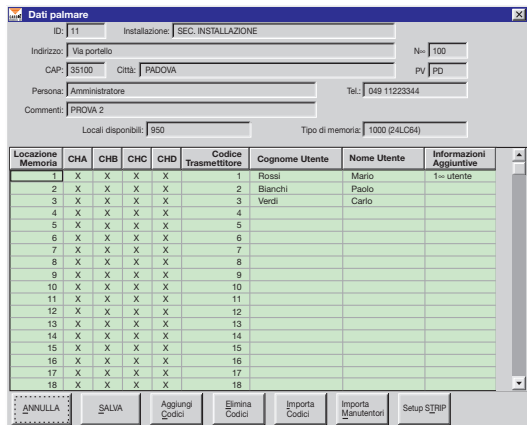 Dati palmare
ID: 11 Installazione: SEC. INSTALLAZIONE
Indirizzo: Via portello N∞ 100
CAP: 35100 Città: PADOVA PV PD
Persona: Amministratore Tel.: 049 11223344
Commenti: PROVA 2
Locali disponibili: 950 Tipo di memoria: 1000 (24LC64)
Locazione Memoria CHA CHB CHC CHD Codice Trasmettitore Cognome Utente Nome Utente Informazioni Aggiuntive
1 X X X X 1 Rossi Mario 1∞ utente
2 X X X X 2 Bianchi Paolo
3 X X X X 3 Verdi Carlo
4 X X X X 4
5 X X X X 5
6 X X X X 6
7 X X X X 7
8 X X X X 8
9 X X X X 9
10 X X X X 10
11 X X X X 11
12 X X X X 12
13 X X X X 13
14 X X X X 14
15 X X X X 15
16 X X X X 16
17 X X X X 17
18 X X X X 18
ANNULLA SALVA Aggiungi Codici Elimina Codici Importa Codici Importa Manutentori Setup STRIP